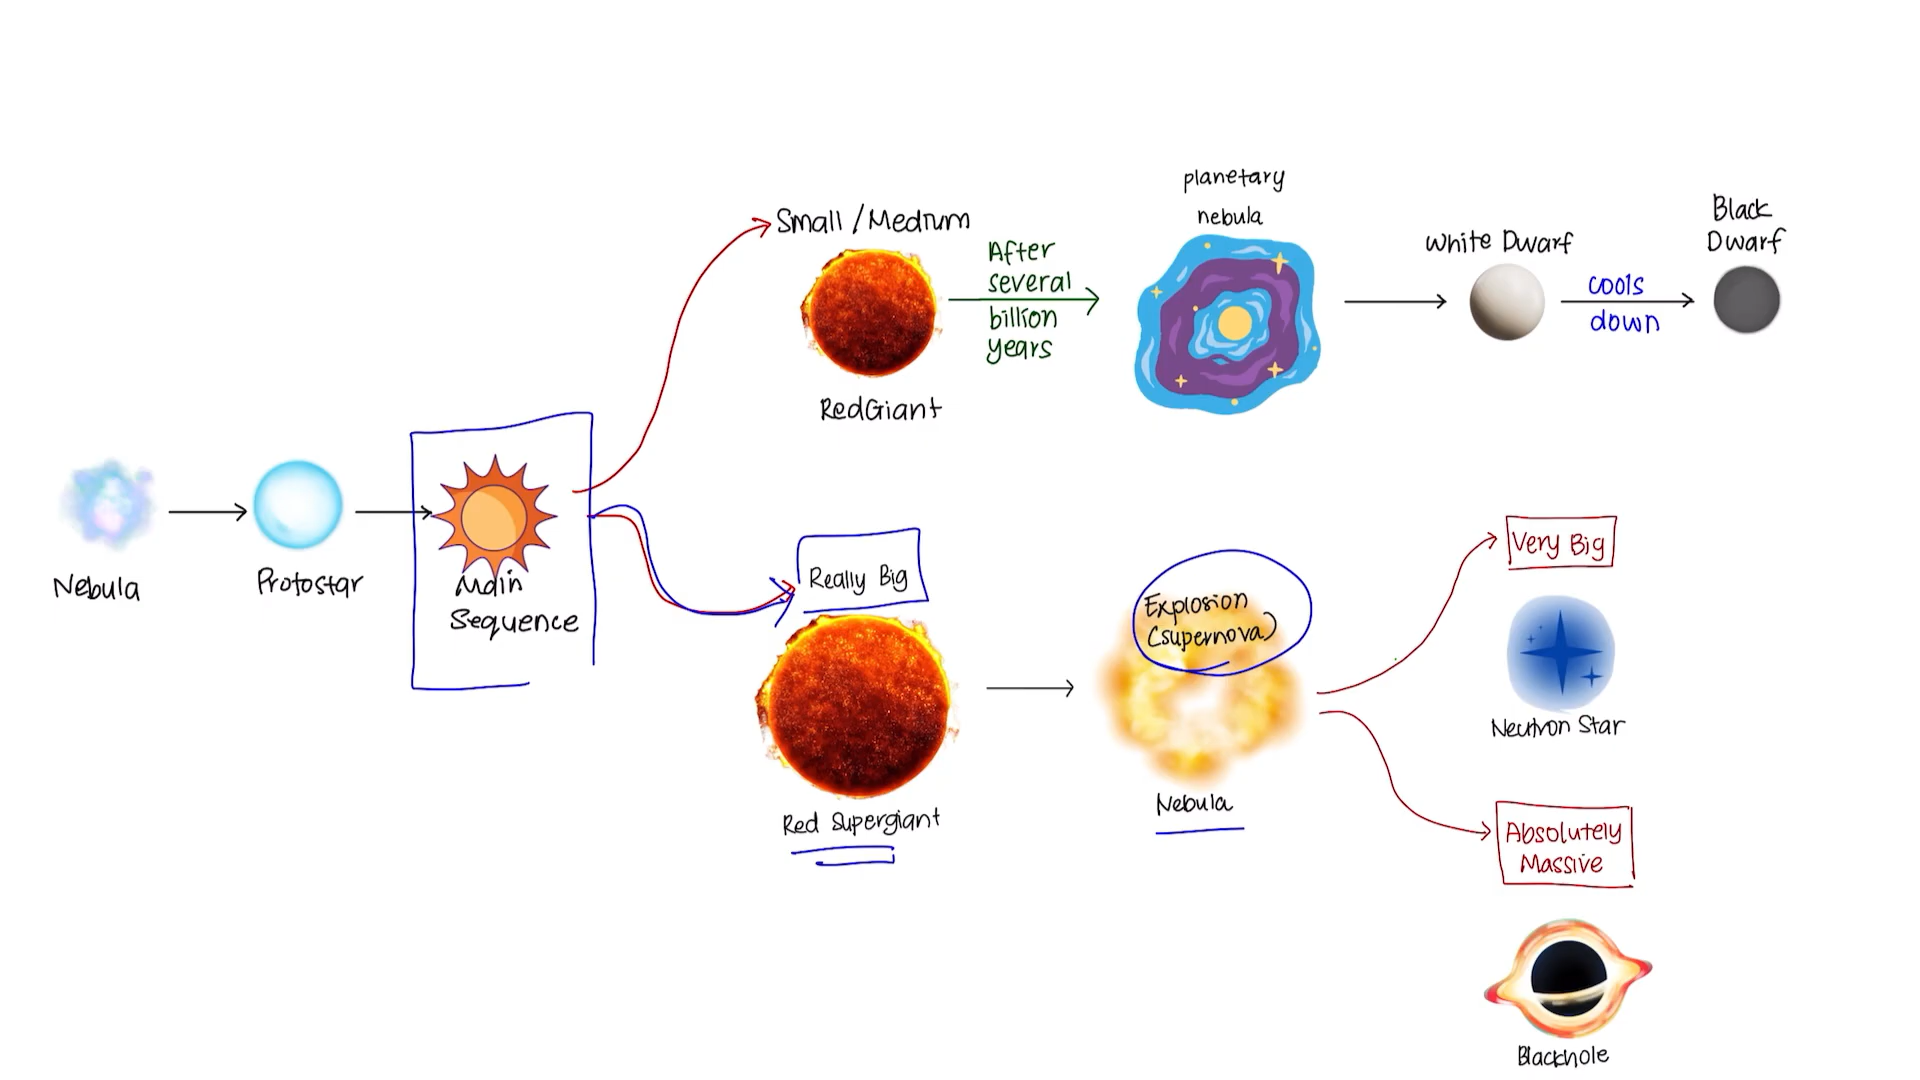 Nebula
Protostar
Main
Sequence
Small/Medium
RedGiant
After
several
billion
years
planetary
nebula
White Dwarf
cools
down
Black
Dwarf
Really Big
Red Supergiant
Explosion
(supernova)
Nebula
Very Big
Neutron Star
Absolutely
Massive
Blackhole